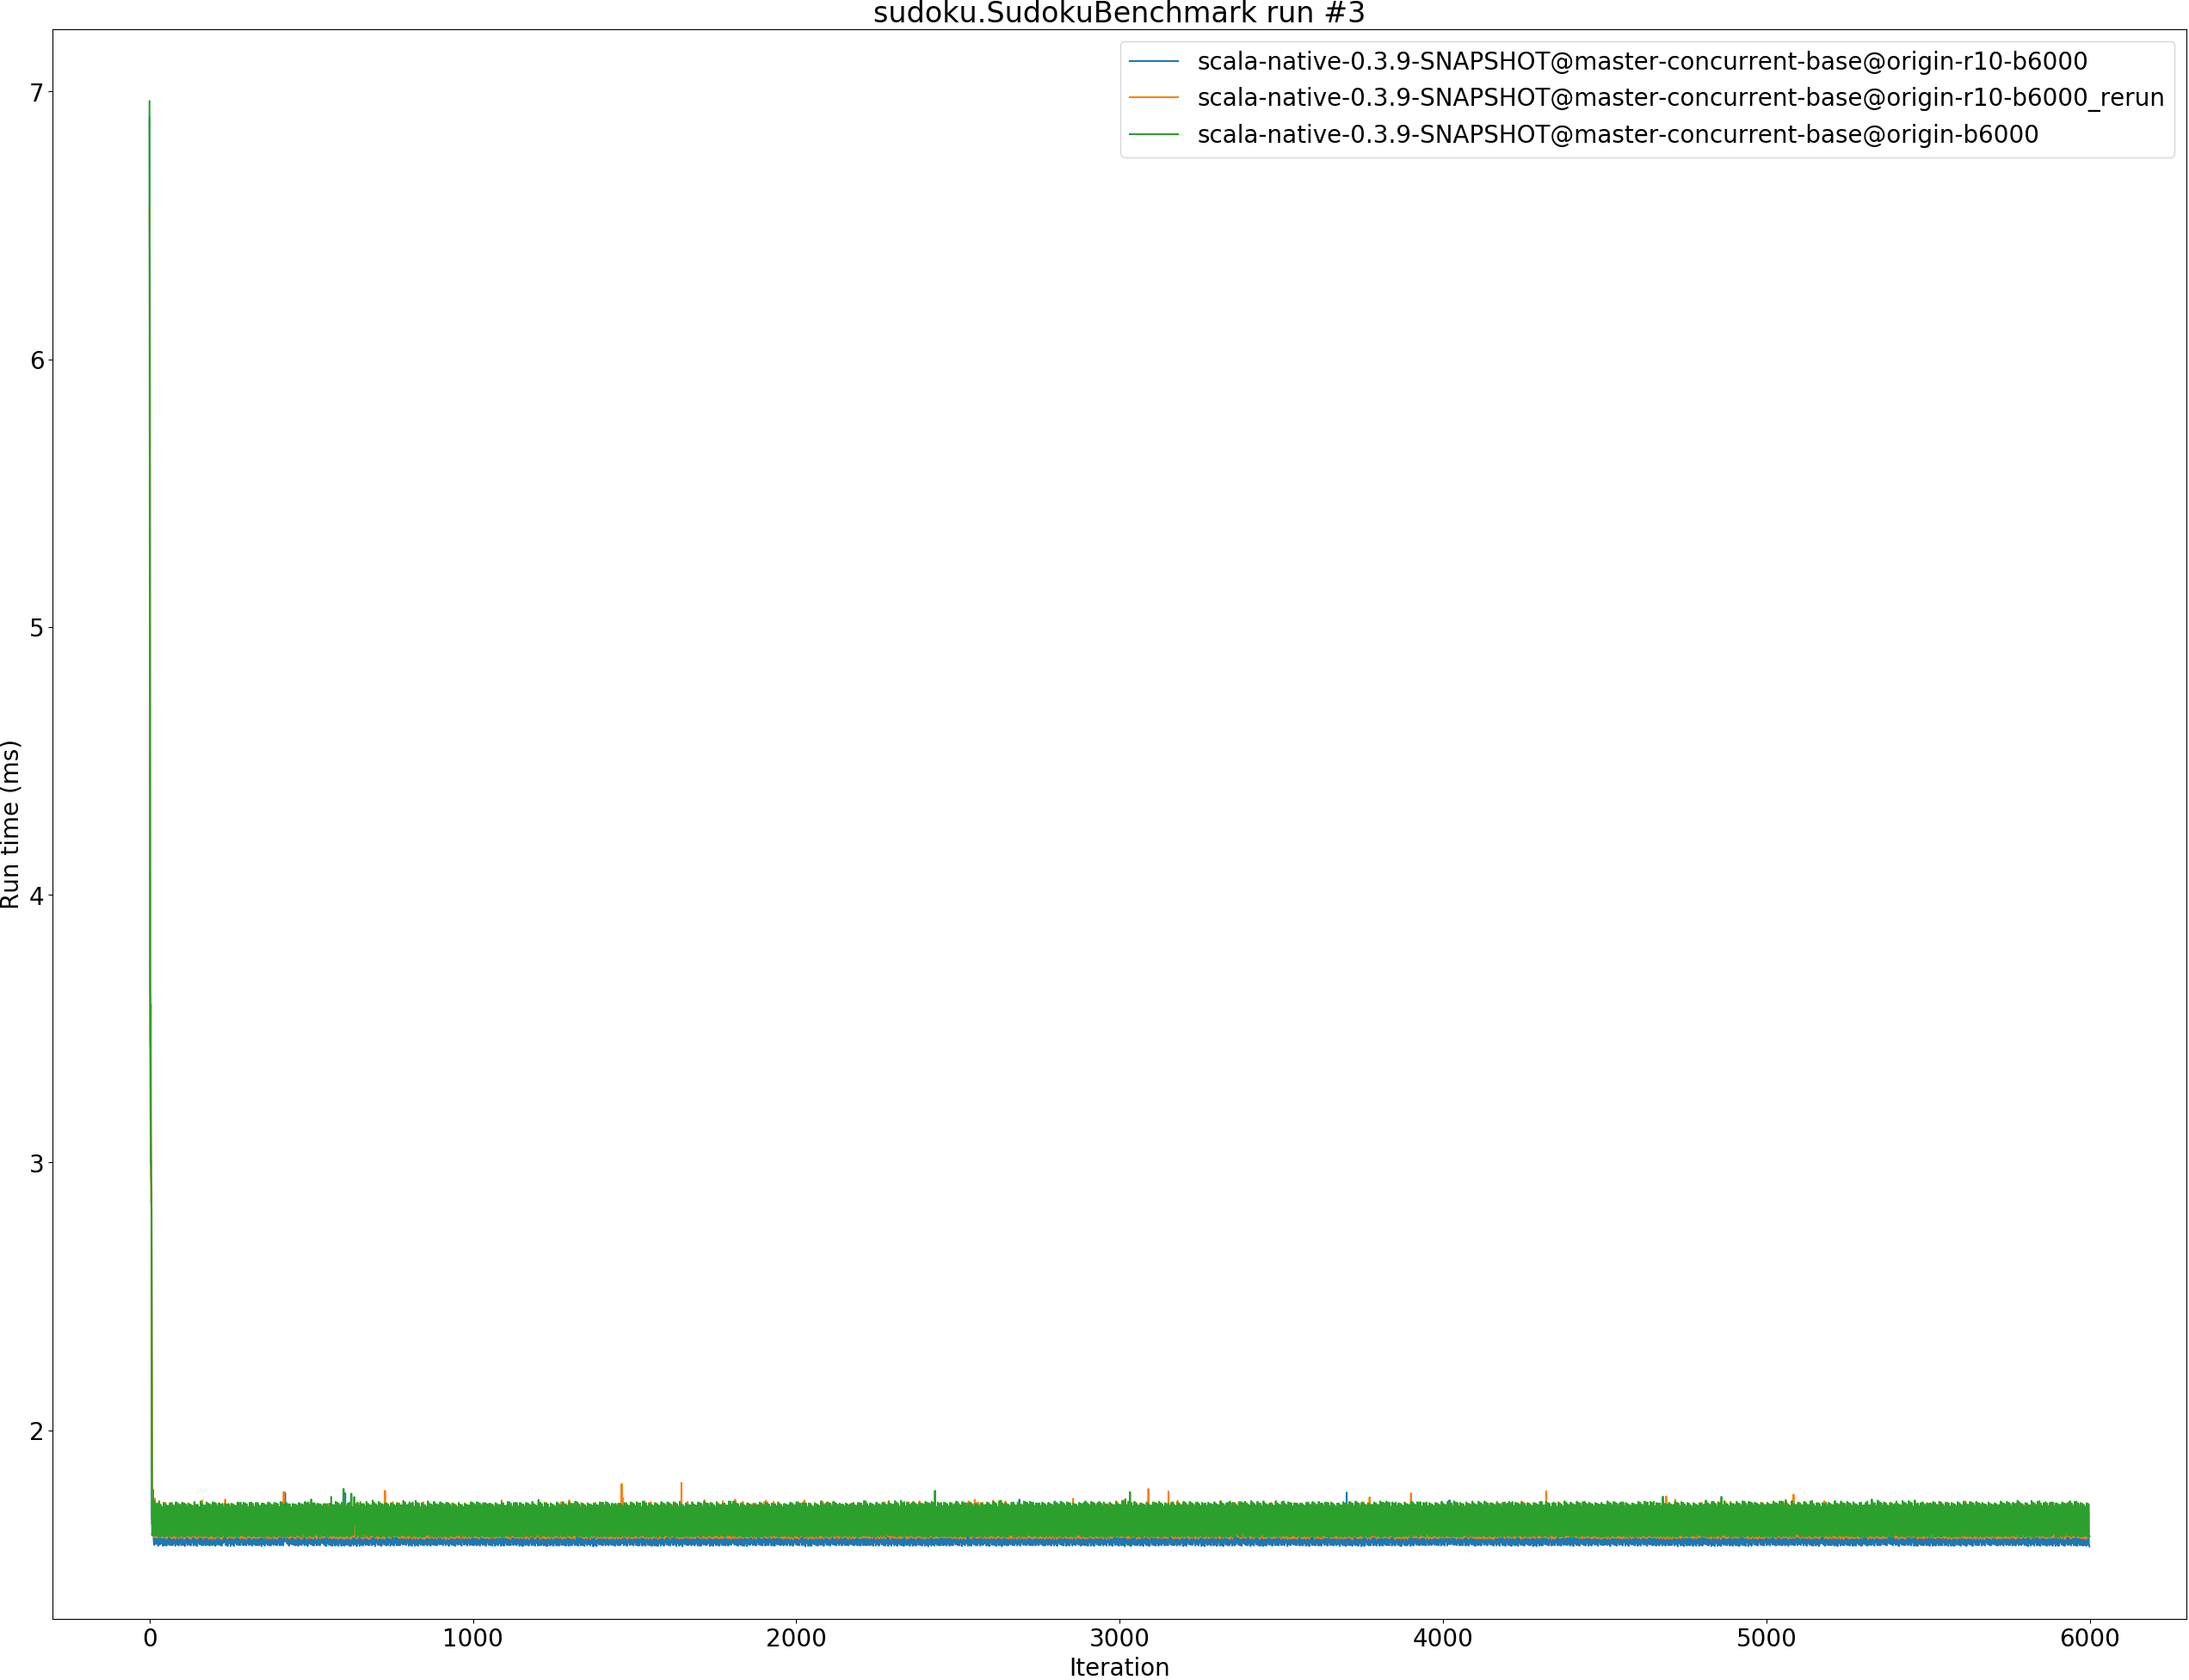 sudoku.SudokuBenchmark run #3
scala-native-0.3.9-SNAPSHOT@master-concurrent-base@origin-r10-b6000
scala-native-0.3.9-SNAPSHOT@master-concurrent-base@origin-r10-b6000_rerun
scala-native-0.3.9-SNAPSHOT@master-concurrent-base@origin-b6000
Run time (ms)
7
6
5
4
3
2
0 1000 2000 3000 4000 5000 6000
Iteration